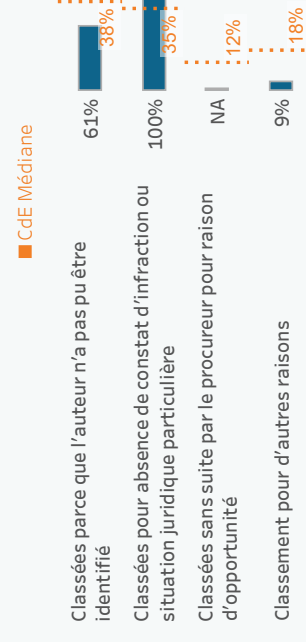 CdE Médiane
Classées parce que l'auteur n'a pas pu être
identifié
61%
38%
Classées pour absence de constat d'infraction ou
situation juridique particulière
100%
35%
Classées sans suite par le procureur pour raison
d'opportunité
NA
12%
Classement pour d'autres raisons
9%
18%